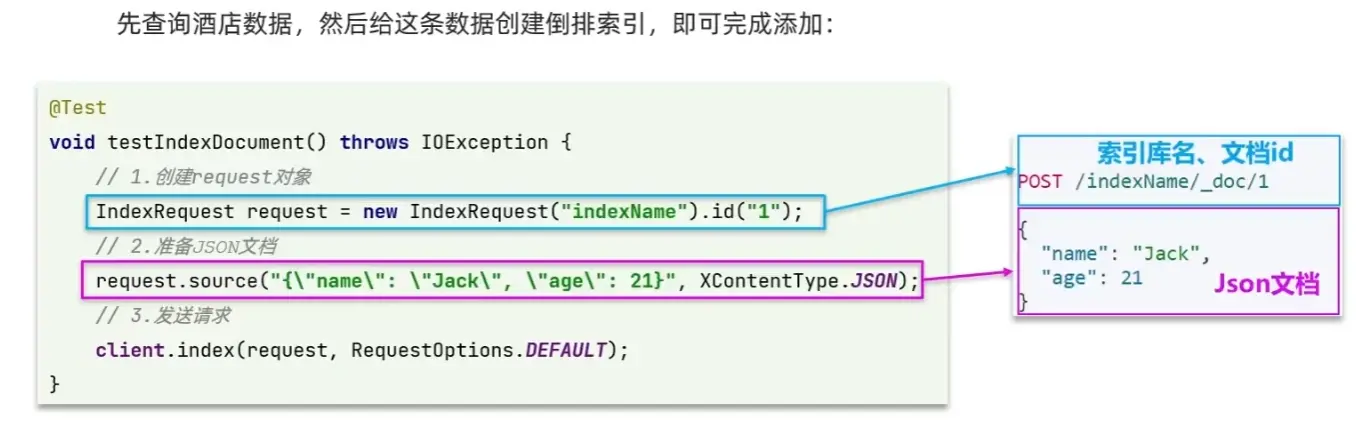 先查询酒店数据，然后给这条数据创建倒排索引，即可完成添加：
@Test
void testIndexDocument() throws IOException {
// 1.创建request对象
IndexRequest request = new IndexRequest("indexName").id("1");
// 2.准备JSON文档
request.source("{\"name\": \"Jack\", \"age\": 21}", XContentType.JSON);
// 3.发送请求
client.index(request, RequestOptions.DEFAULT);
}
索引库名、文档id
POST /indexName/_doc/1
{
"name": "Jack",
"age": 21
}
Json文档